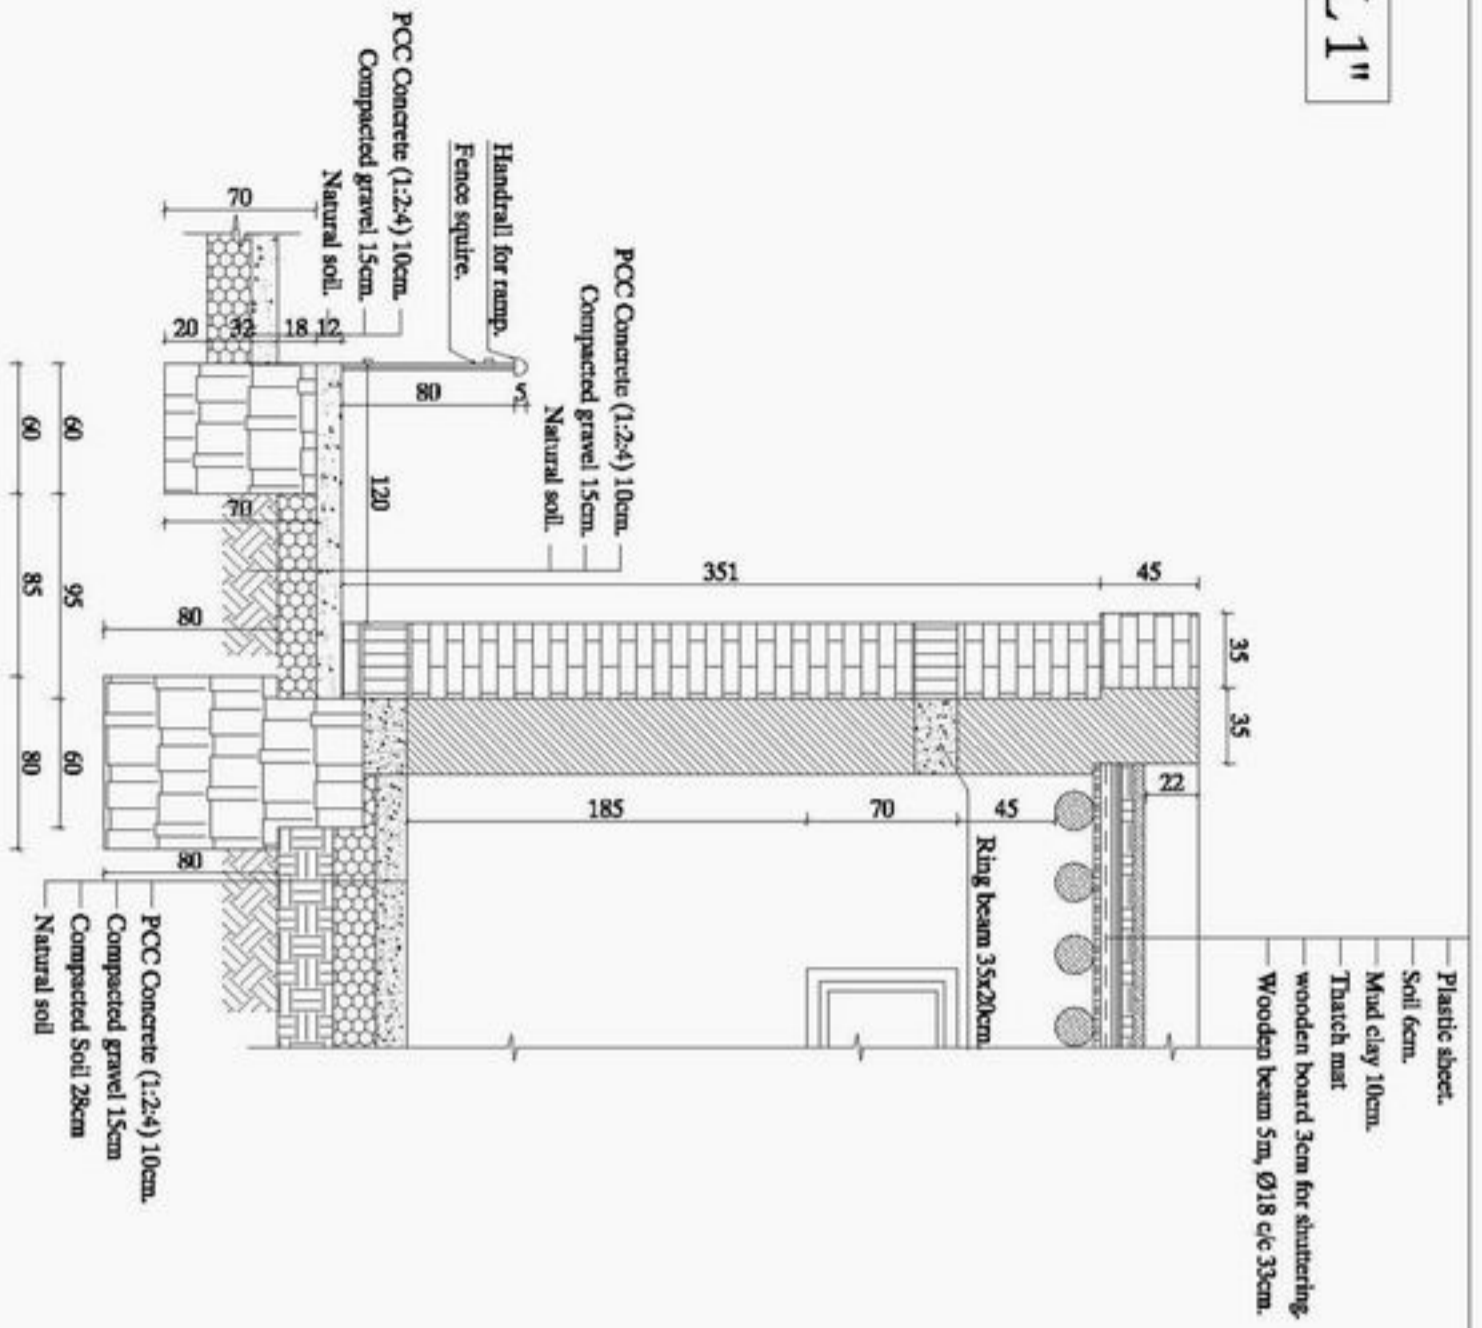 L 1"
Plastic sheet.
Soil 6cm.
Mud clay 10cm.
Thatch mat
wooden board 3cm for shuttering.
Wooden beam 5m, Ø18 c/c 33cm.
35
35
22
45
351
45
70
185
Ring beam 35x20cm.
PCC Concrete (1:2:4) 10cm.
Compacted gravel 15cm.
Natural soil.
Handrall for ramp.
Fence squire.
5
80
120
PCC Concrete (1:2:4) 10cm.
Compacted gravel 15cm.
Natural soil.
12
18
32
20
70
70
80
80
PCC Concrete (1:2:4) 10cm.
Compacted gravel 15cm
Compacted Soil 28cm
Natural soil
60
95
60
60
85
80